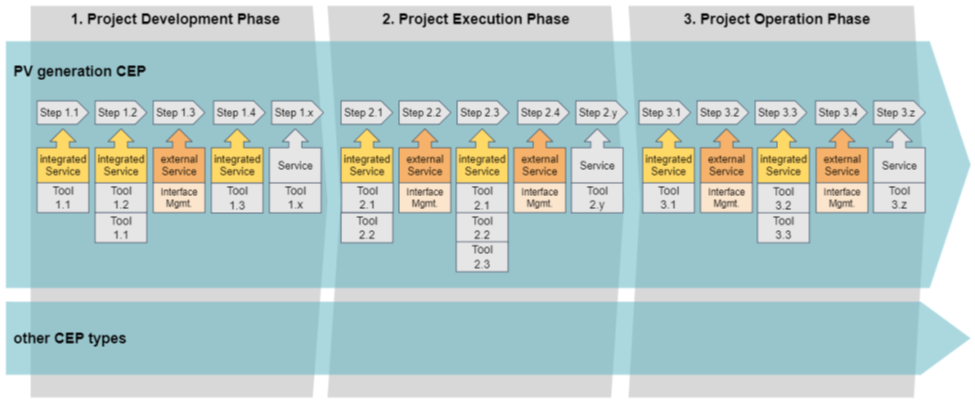 1. Project Development Phase
2. Project Execution Phase
3. Project Operation Phase
PV generation CEP
Step 1.1
Step 1.2
Step 1.3
Step 1.4
Step 1.x
Step 2.1
Step 2.2
Step 2.3
Step 2.4
Step 2.y
Step 3.1
Step 3.2
Step 3.3
Step 3.4
Step 3.z
integrated
Service
Tool
1.1
integrated
Service
Tool
1.2
Tool
1.1
external
Service
Interface
Mgmt.
integrated
Service
Tool
1.3
Service
Tool
1.x
integrated
Service
Tool
2.1
Tool
2.2
external
Service
Interface
Mgmt.
integrated
Service
Tool
2.1
Tool
2.2
Tool
2.3
external
Service
Interface
Mgmt.
Service
Tool
2.y
integrated
Service
Tool
3.1
external
Service
Interface
Mgmt.
integrated
Service
Tool
3.2
Tool
3.3
external
Service
Interface
Mgmt.
Service
Tool
3.z
other CEP types